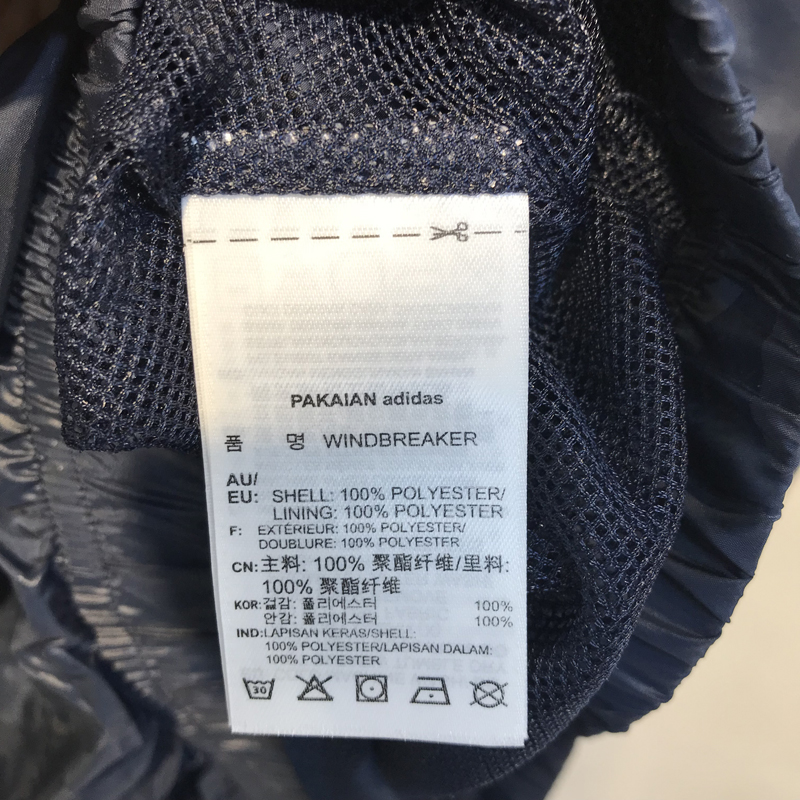 PAKAIAN adidas
품 명 WINDBREAKER
AU/
EU: SHELL: 100% POLYESTER/
LINING: 100% POLYESTER
F: EXTÉRIEUR: 100% POLYESTER/
DOUBLURE: 100% POLYESTER
CN: 主料: 100% 聚酯纤维/里料:
100% 聚酯纤维
KOR: 겉감: 폴리에스터 100%
안감: 폴리에스터 100%
IND: LAPISAN KERAS/SHELL:
100% POLYESTER/LAPISAN DALAM:
100% POLYESTER
30